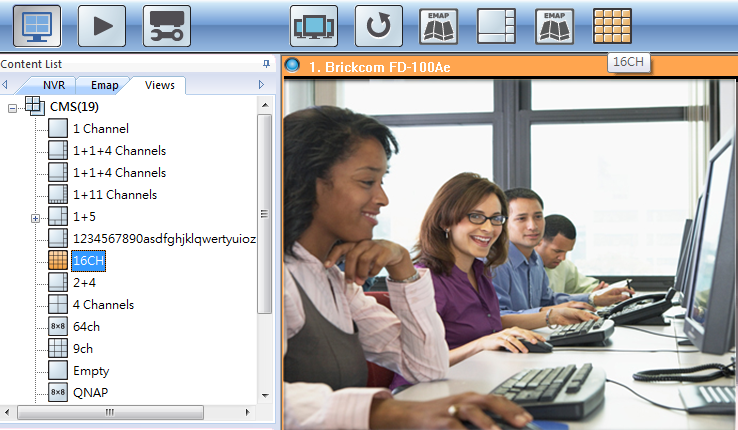 EMAP
EMAP
16CH
Content List
1. Brickcom FD-100Ae
NVR
Emap
Views
CMS(19)
1 Channel
1+1+4 Channels
1+1+4 Channels
1+11 Channels
1+5
1234567890asdfghjklqwertyuioz
16CH
2+4
4 Channels
8×8 64ch
9ch
Empty
8×8 QNAP